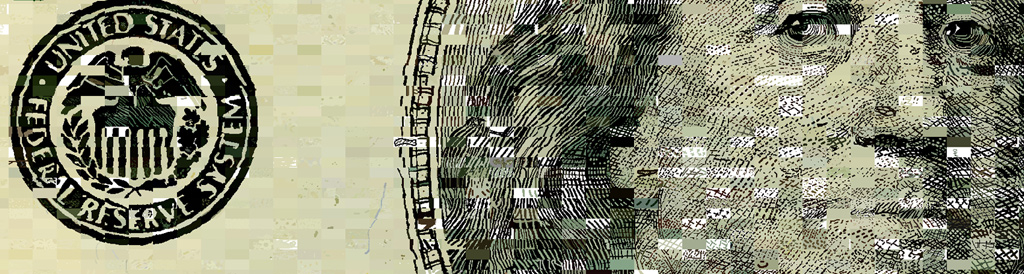 UNITED STATES
FEDERAL RESERVE SYSTEM